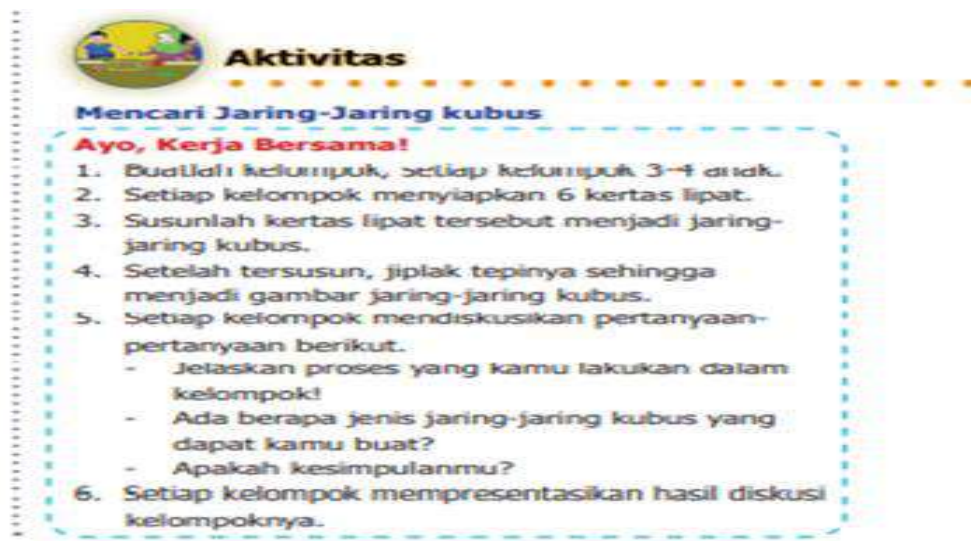 Aktivitas
Mencari Jaring-Jaring kubus
Ayo, Kerja Bersama!
1. Buatlah kelompok, setiap kelompok 3-4 anak.
2. Setiap kelompok menyiapkan 6 kertas lipat.
3. Susunlah kertas lipat tersebut menjadi jaring-
jaring kubus.
4. Setelah tersusun, jiplak tepinya sehingga
menjadi gambar jaring-jaring kubus.
5. Setiap kelompok mendiskusikan pertanyaan-
pertanyaan berikut.
- Jelaskan proses yang kamu lakukan dalam
kelompok!
- Ada berapa jenis jaring-jaring kubus yang
dapat kamu buat?
- Apakah kesimpulanmu?
6. Setiap kelompok mempresentasikan hasil diskusi
kelompoknya.